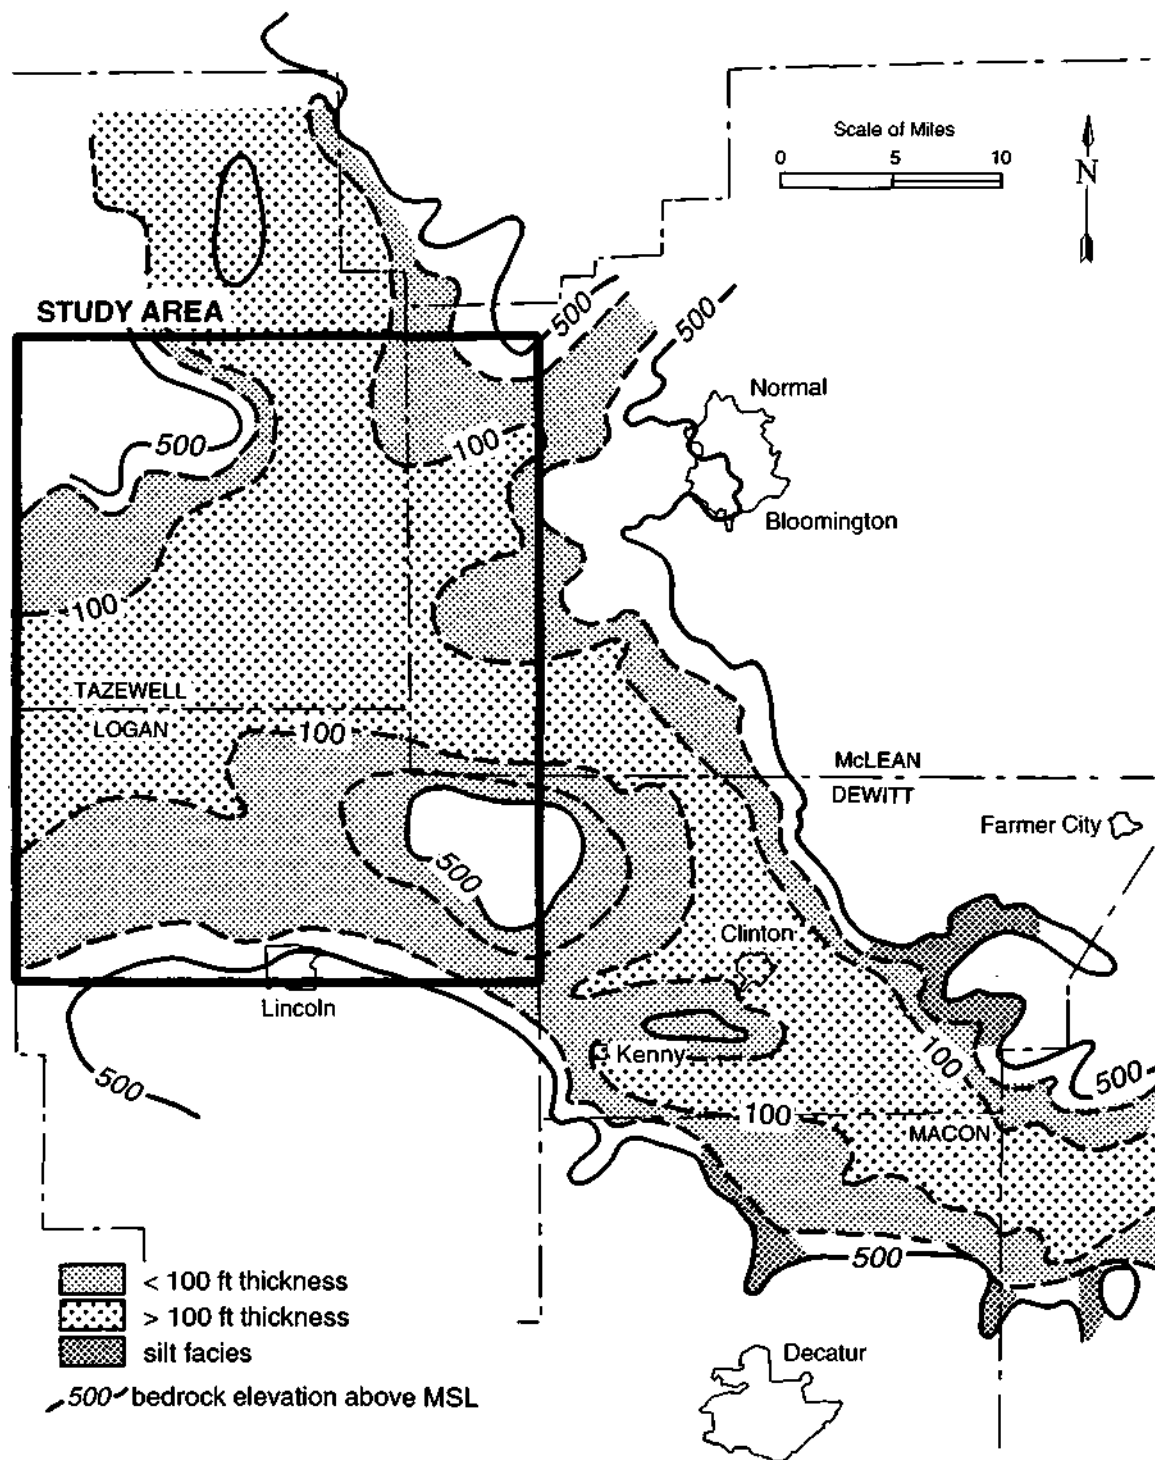 Scale of Miles
0 5 10
N
STUDY AREA
500
500
Normal
500
100
Bloomington
100
TAZEWELL
LOGAN
100
McLEAN
DEWITT
Farmer City
500
Clinton
Lincoln
Kenny
100
500
500
100
MACON
500
< 100 ft thickness
> 100 ft thickness
silt facies
500 bedrock elevation above MSL
Decatur